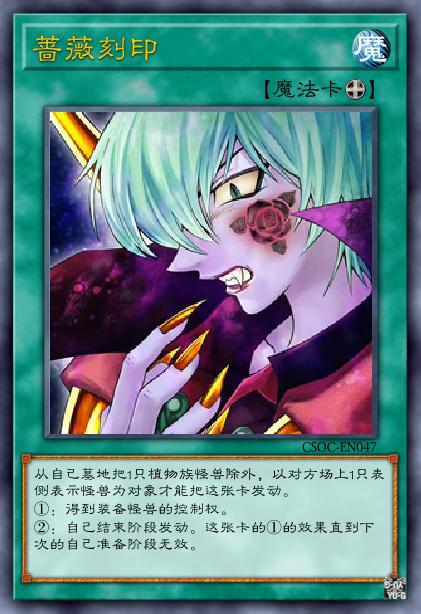 蔷薇刻印
魔
【魔法卡】
CSOC-EN047
从自己墓地把1只植物族怪兽除外，以对方场上1只表
侧表示怪兽为对象才能把这张卡发动。
①：得到装备怪兽的控制权。
②：自己结束阶段发动。这张卡的①的效果直到下
次的自己准备阶段无效。